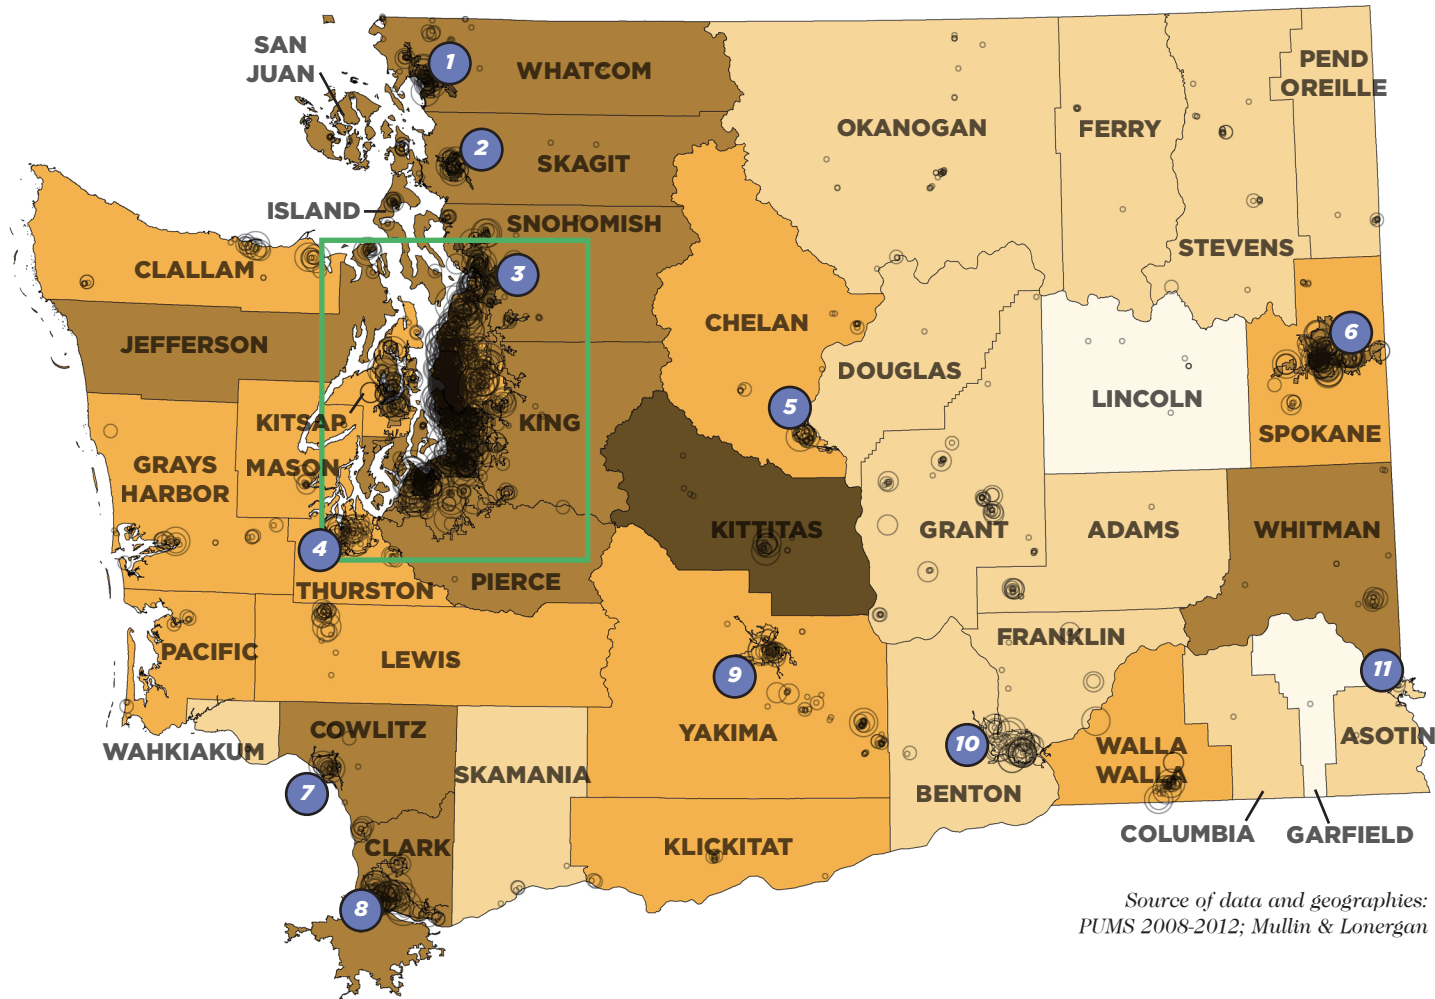 SAN
JUAN
1
WHATCOM
PEND
OREILLE
OKANOGAN
FERRY
2
SKAGIT
ISLAND
SNOHOMISH
STEVENS
CLALLAM
3
CHELAN
6
JEFFERSON
DOUGLAS
LINCOLN
5
KITSAP
KING
SPOKANE
GRAYS
HARBOR
MASON
KITTITAS
GRANT
ADAMS
WHITMAN
4
THURSTON
PIERCE
FRANKLIN
PACIFIC
LEWIS
9
11
COWLITZ
YAKIMA
WAHKIAKUM
10
WALLA
WALLA
ASOTIN
SKAMANIA
7
BENTON
COLUMBIA
GARFIELD
CLARK
KLICKITAT
8
Source of data and geographies:
PUMS 2008-2012; Mullin & Lonergan